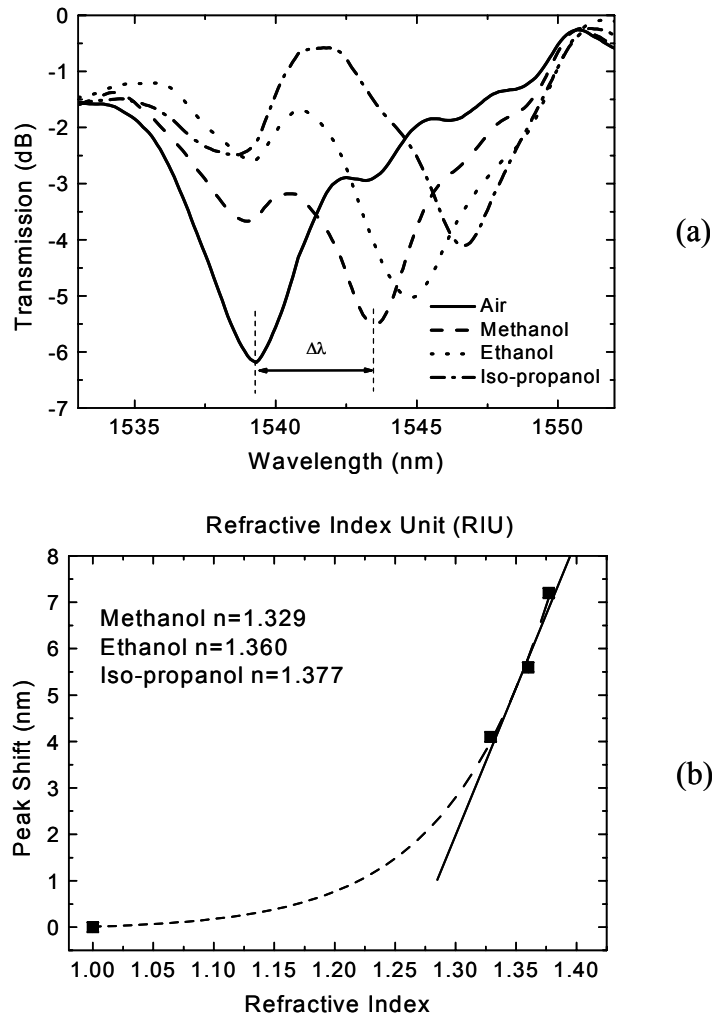 0
-1
-2
-3
-4
-5
-6
-7
Transmission (dB)
Δλ
Air
Methanol
Ethanol
Iso-propanol
1535 1540 1545 1550
Wavelength (nm)
(a)
Refractive Index Unit (RIU)
8
7
6
5
4
3
2
1
0
Peak Shift (nm)
Methanol n=1.329
Ethanol n=1.360
Iso-propanol n=1.377
1.00 1.05 1.10 1.15 1.20 1.25 1.30 1.35 1.40
Refractive Index
(b)